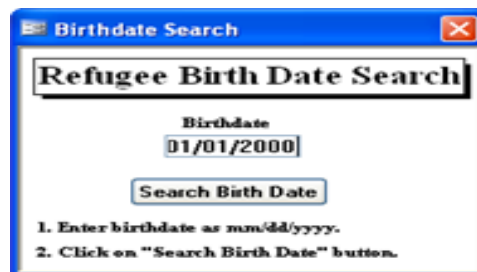 Birthdate Search
Refugee Birth Date Search
Birthdate
01/01/2000
Search Birth Date
1. Enter birthdate as mm/dd/yyyy.
2. Click on "Search Birth Date" button.